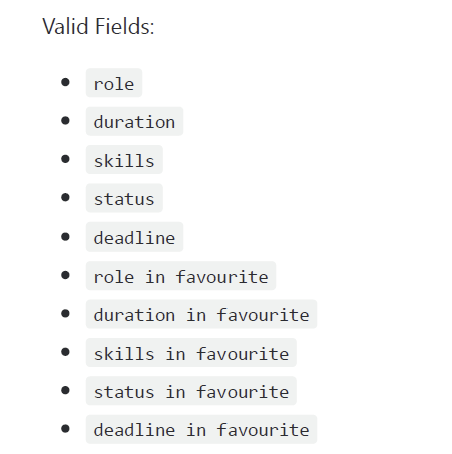 Valid Fields:
role
duration
skills
status
deadline
role in favourite
duration in favourite
skills in favourite
status in favourite
deadline in favourite